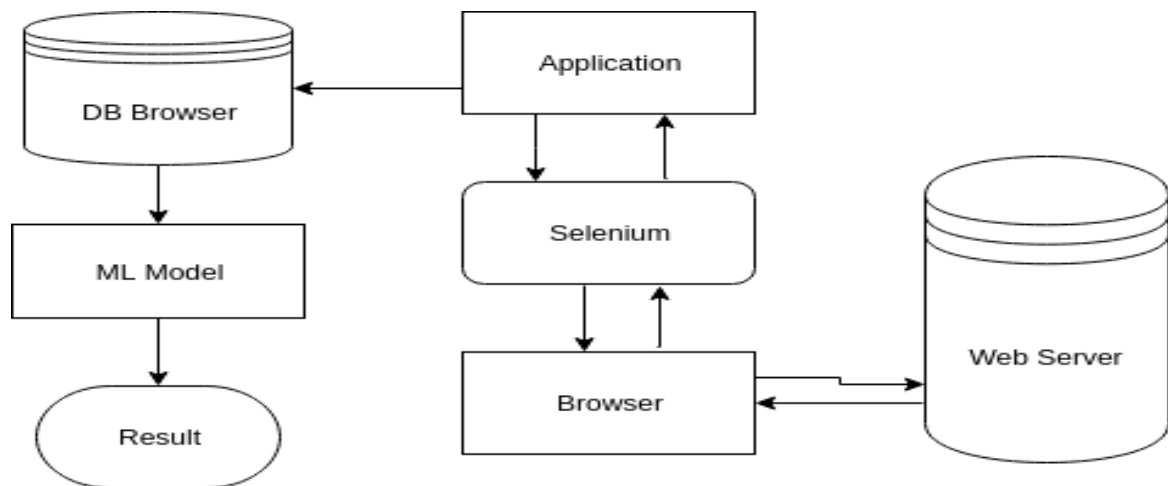 Application
DB Browser
Selenium
ML Model
Web Server
Browser
Result